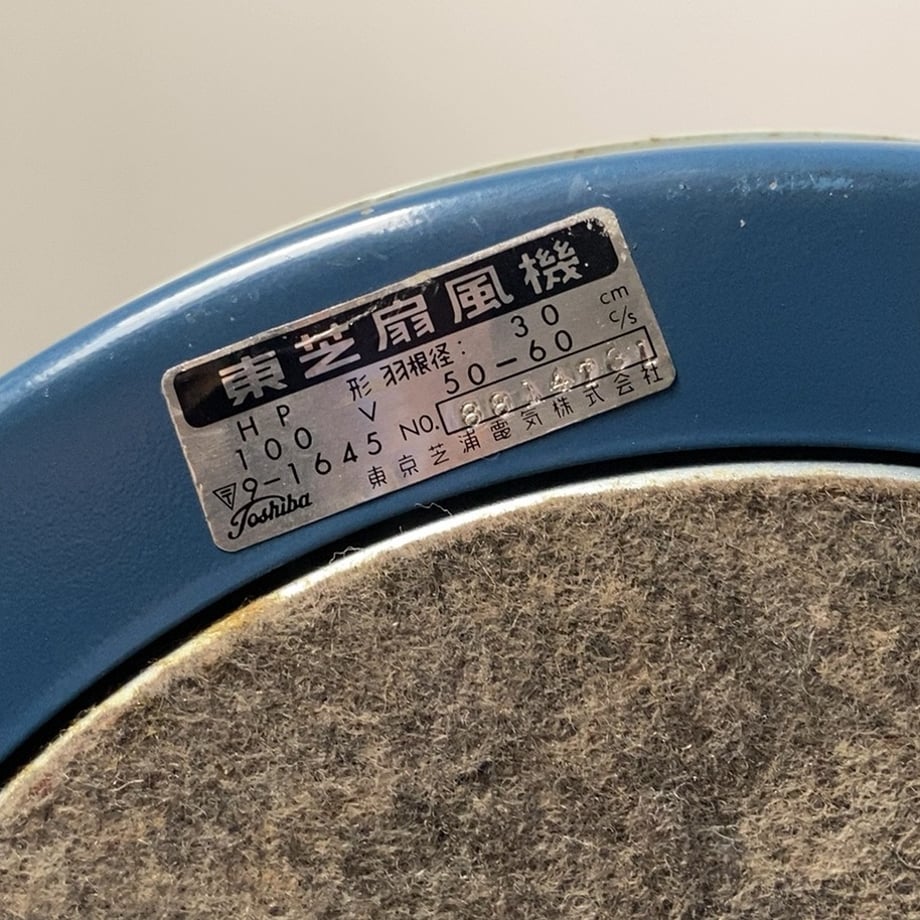 東芝扇風機
HP 形 羽根径: 30 cm
100 V 50-60 c/s
〒 9-1645 NO.
Toshiba 東京芝浦電気株式会社